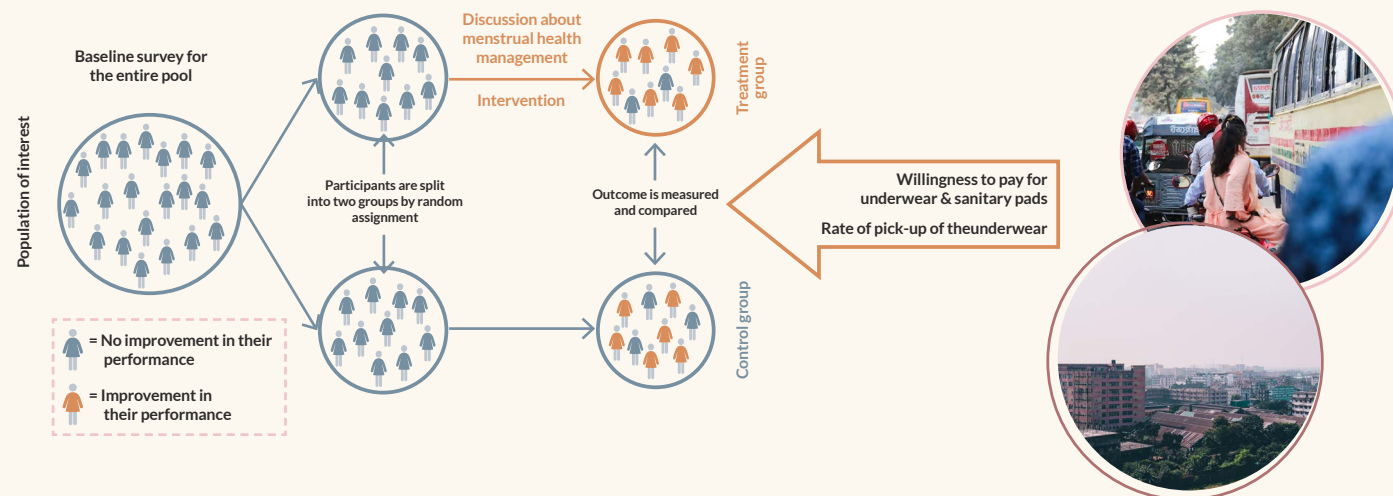 Population of interest
Baseline survey for
the entire pool
Participants are split
into two groups by random
assignment
Discussion about
menstrual health
management
Intervention
Treatment
group
Outcome is measured
and compared
Control group
Willingness to pay for
underwear & sanitary pads
Rate of pick-up of theunderwear
= No improvement in their
performance
= Improvement in
their performance